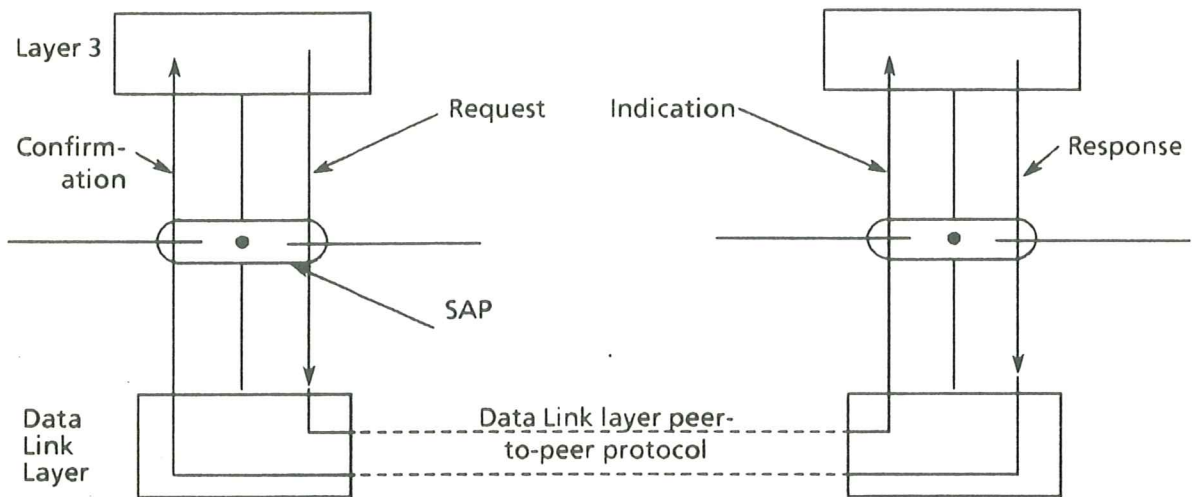 Layer 3
Request
Indication
Confirm-
ation
Response
SAP
Data
Link
Layer
Data Link layer peer-
to-peer protocol